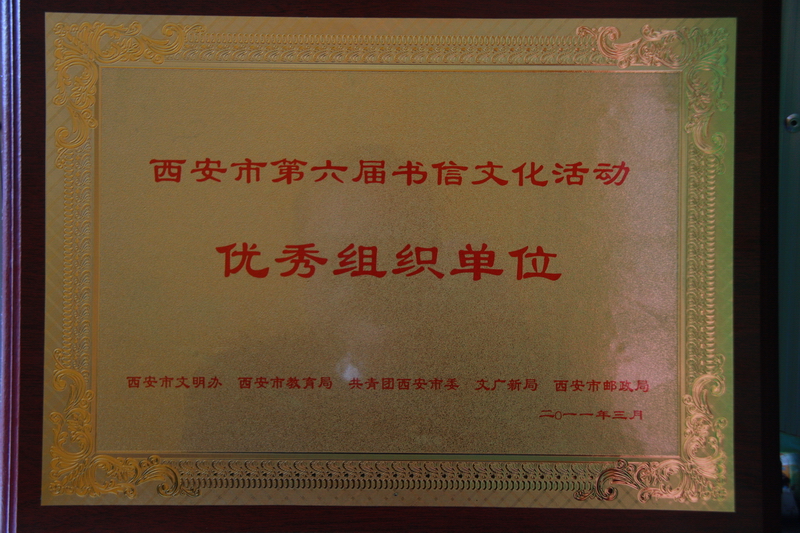 西安市第六届书信文化活动
优秀组织单位
西安市文明办 西安市教育局 共青团西安市委 文广新局 西安市邮政局
二〇一一年三月